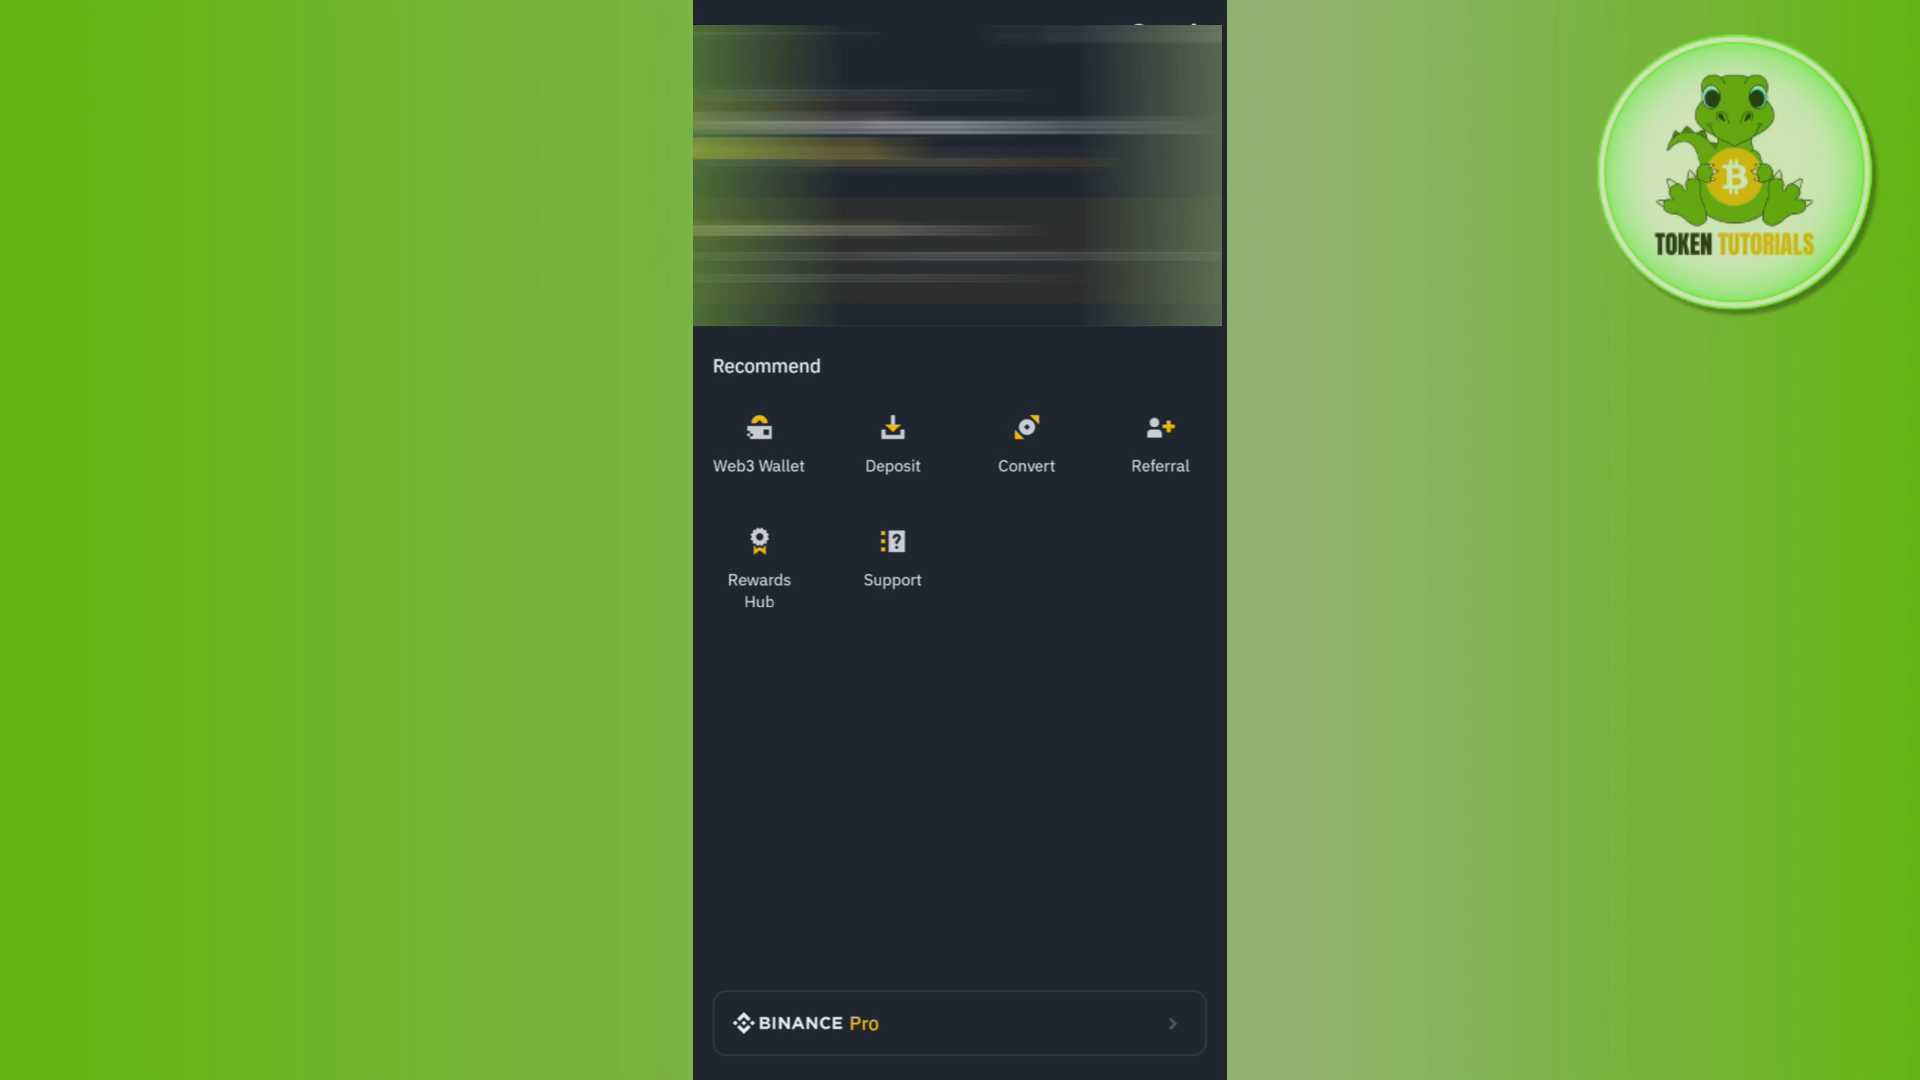 Recommend
Web3 Wallet
Deposit
Convert
Referral
Rewards
Hub
Support
BINANCE Pro
TOKEN TUTORIALS